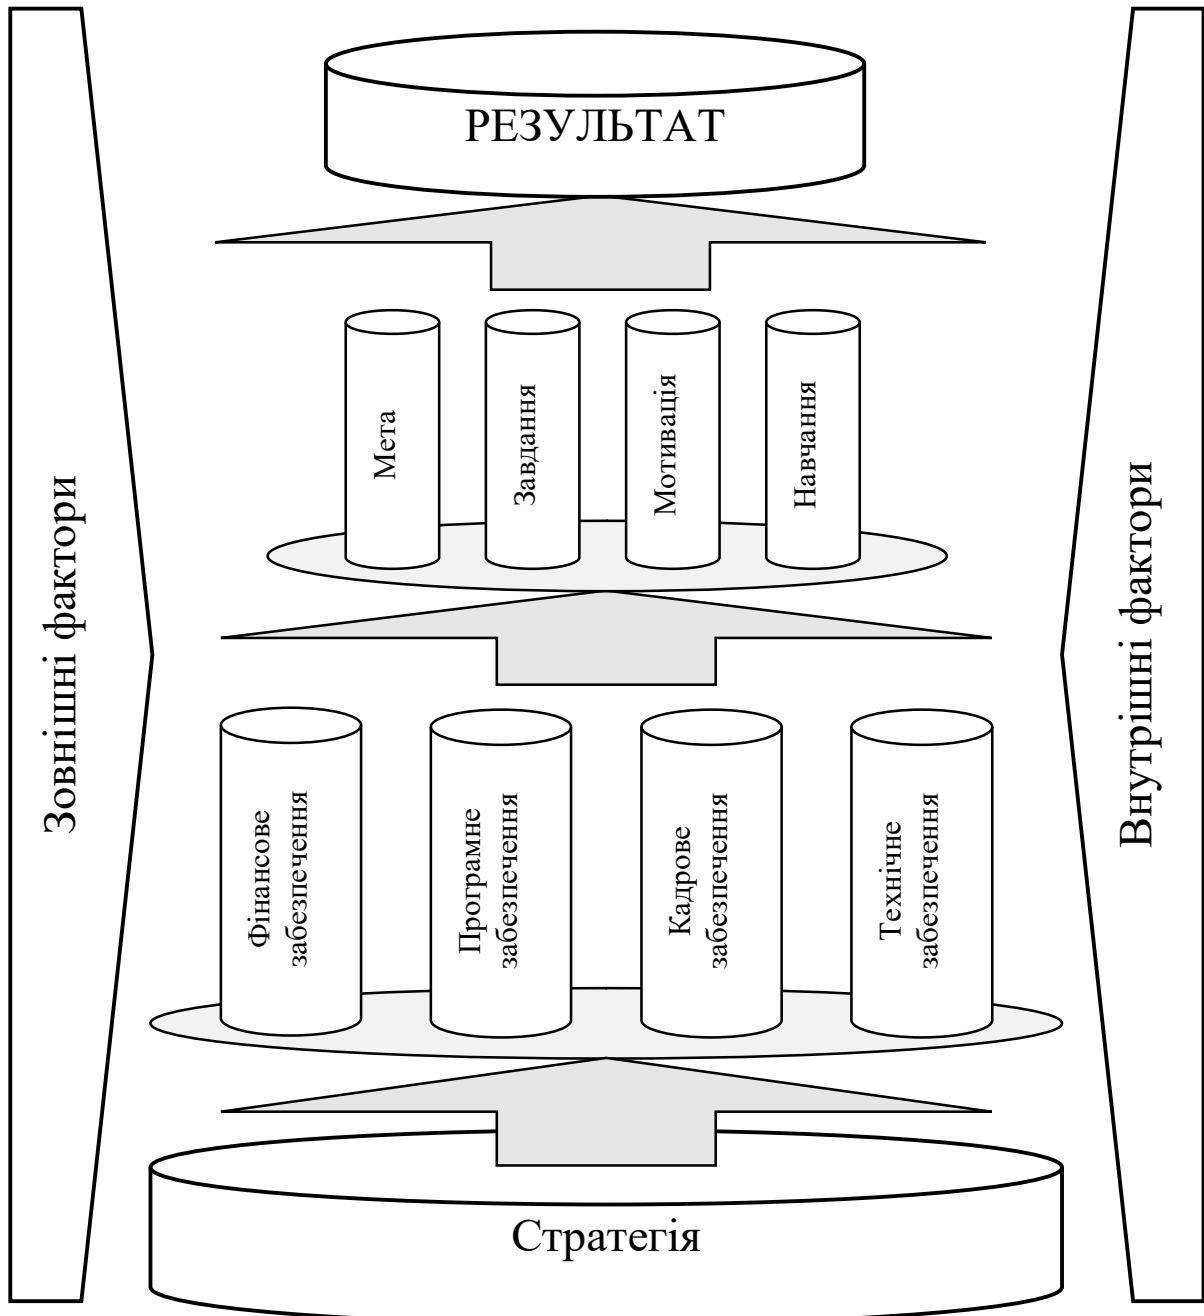 РЕЗУЛЬТАТ
Мета
Завдання
Мотивація
Навчання
Зовнішні фактори
Внутрішні фактори
Фінансове
забезпечення
Програмне
забезпечення
Кадрове
забезпечення
Технічне
забезпечення
Стратегія